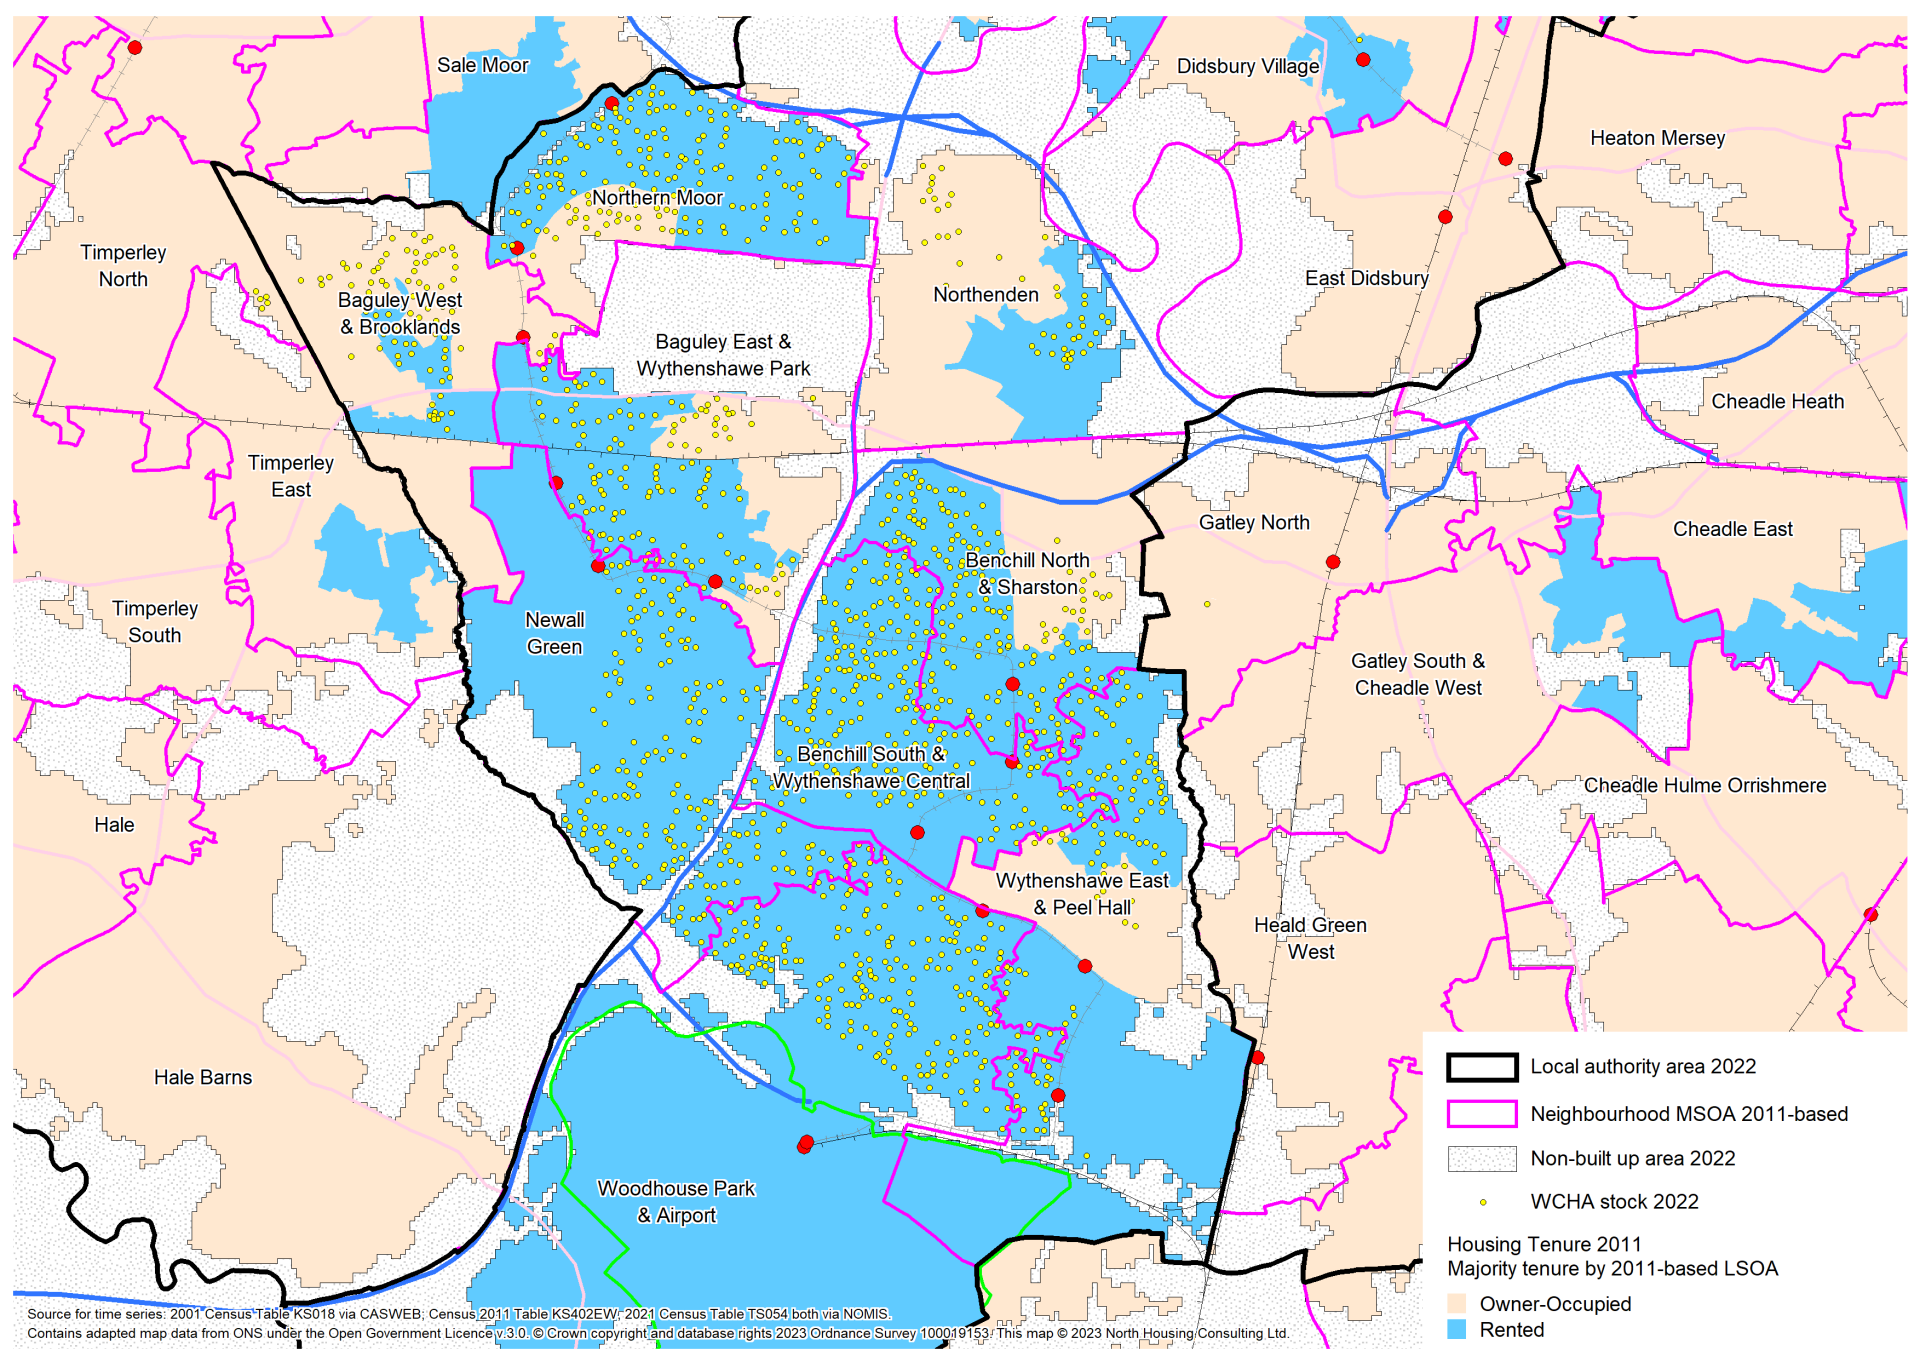 Sale Moor
Didsbury Village
Heaton Mersey
Northern Moor
Timperley
North
East Didsbury
Baguley West
& Brooklands
Northenden
Baguley East &
Wythenshawe Park
Cheadle Heath
Timperley
East
Gatley North
Cheadle East
Benchill North
& Sharston
Timperley
South
Newall
Green
Gatley South &
Cheadle West
Benchill South &
Wythenshawe Central
Cheadle Hulme Orrishmere
Hale
Wythenshawe East
& Peel Hall
Heald Green
West
Hale Barns
Woodhouse Park
& Airport
Local authority area 2022
Neighbourhood MSOA 2011-based
Non-built up area 2022
WCHA stock 2022
Housing Tenure 2011
Majority tenure by 2011-based LSOA
Owner-Occupied
Rented
Source for time series: 2001 Census Table KS018 via CASWEB; Census 2011 Table KS402EW; 2021 Census Table TS054 both via NOMIS.
Contains adapted map data from ONS under the Open Government Licence v.3.0. © Crown copyright and database rights 2023 Ordnance Survey 100019153. This map © 2023 North Housing Consulting Ltd.